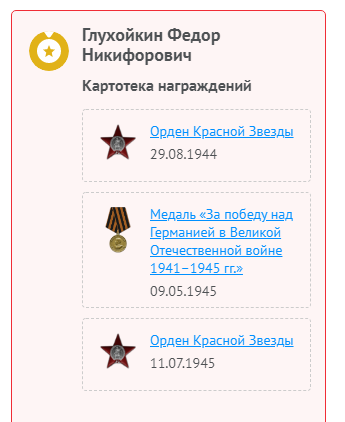 Глухойкин Федор
Никифорович
Картотека награждений
Орден Красной Звезды
29.08.1944
Медаль «За победу над
Германией в Великой
Отечественной войне
1941–1945 гг.»
09.05.1945
Орден Красной Звезды
11.07.1945